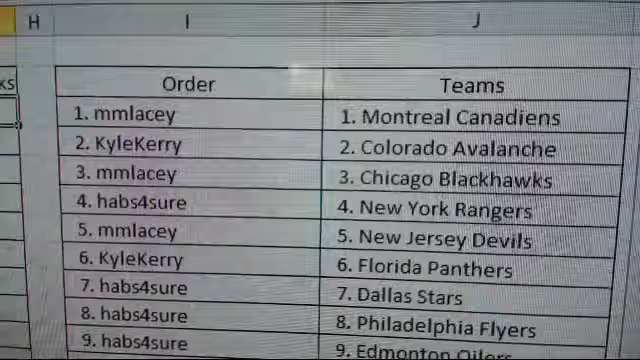 H I J
ks Order Teams
1. mmlacey 1. Montreal Canadiens
2. KyleKerry 2. Colorado Avalanche
3. mmlacey 3. Chicago Blackhawks
4. habs4sure 4. New York Rangers
5. mmlacey 5. New Jersey Devils
6. KyleKerry 6. Florida Panthers
7. habs4sure 7. Dallas Stars
8. habs4sure 8. Philadelphia Flyers
9. habs4sure 9. Edmonton Oilers